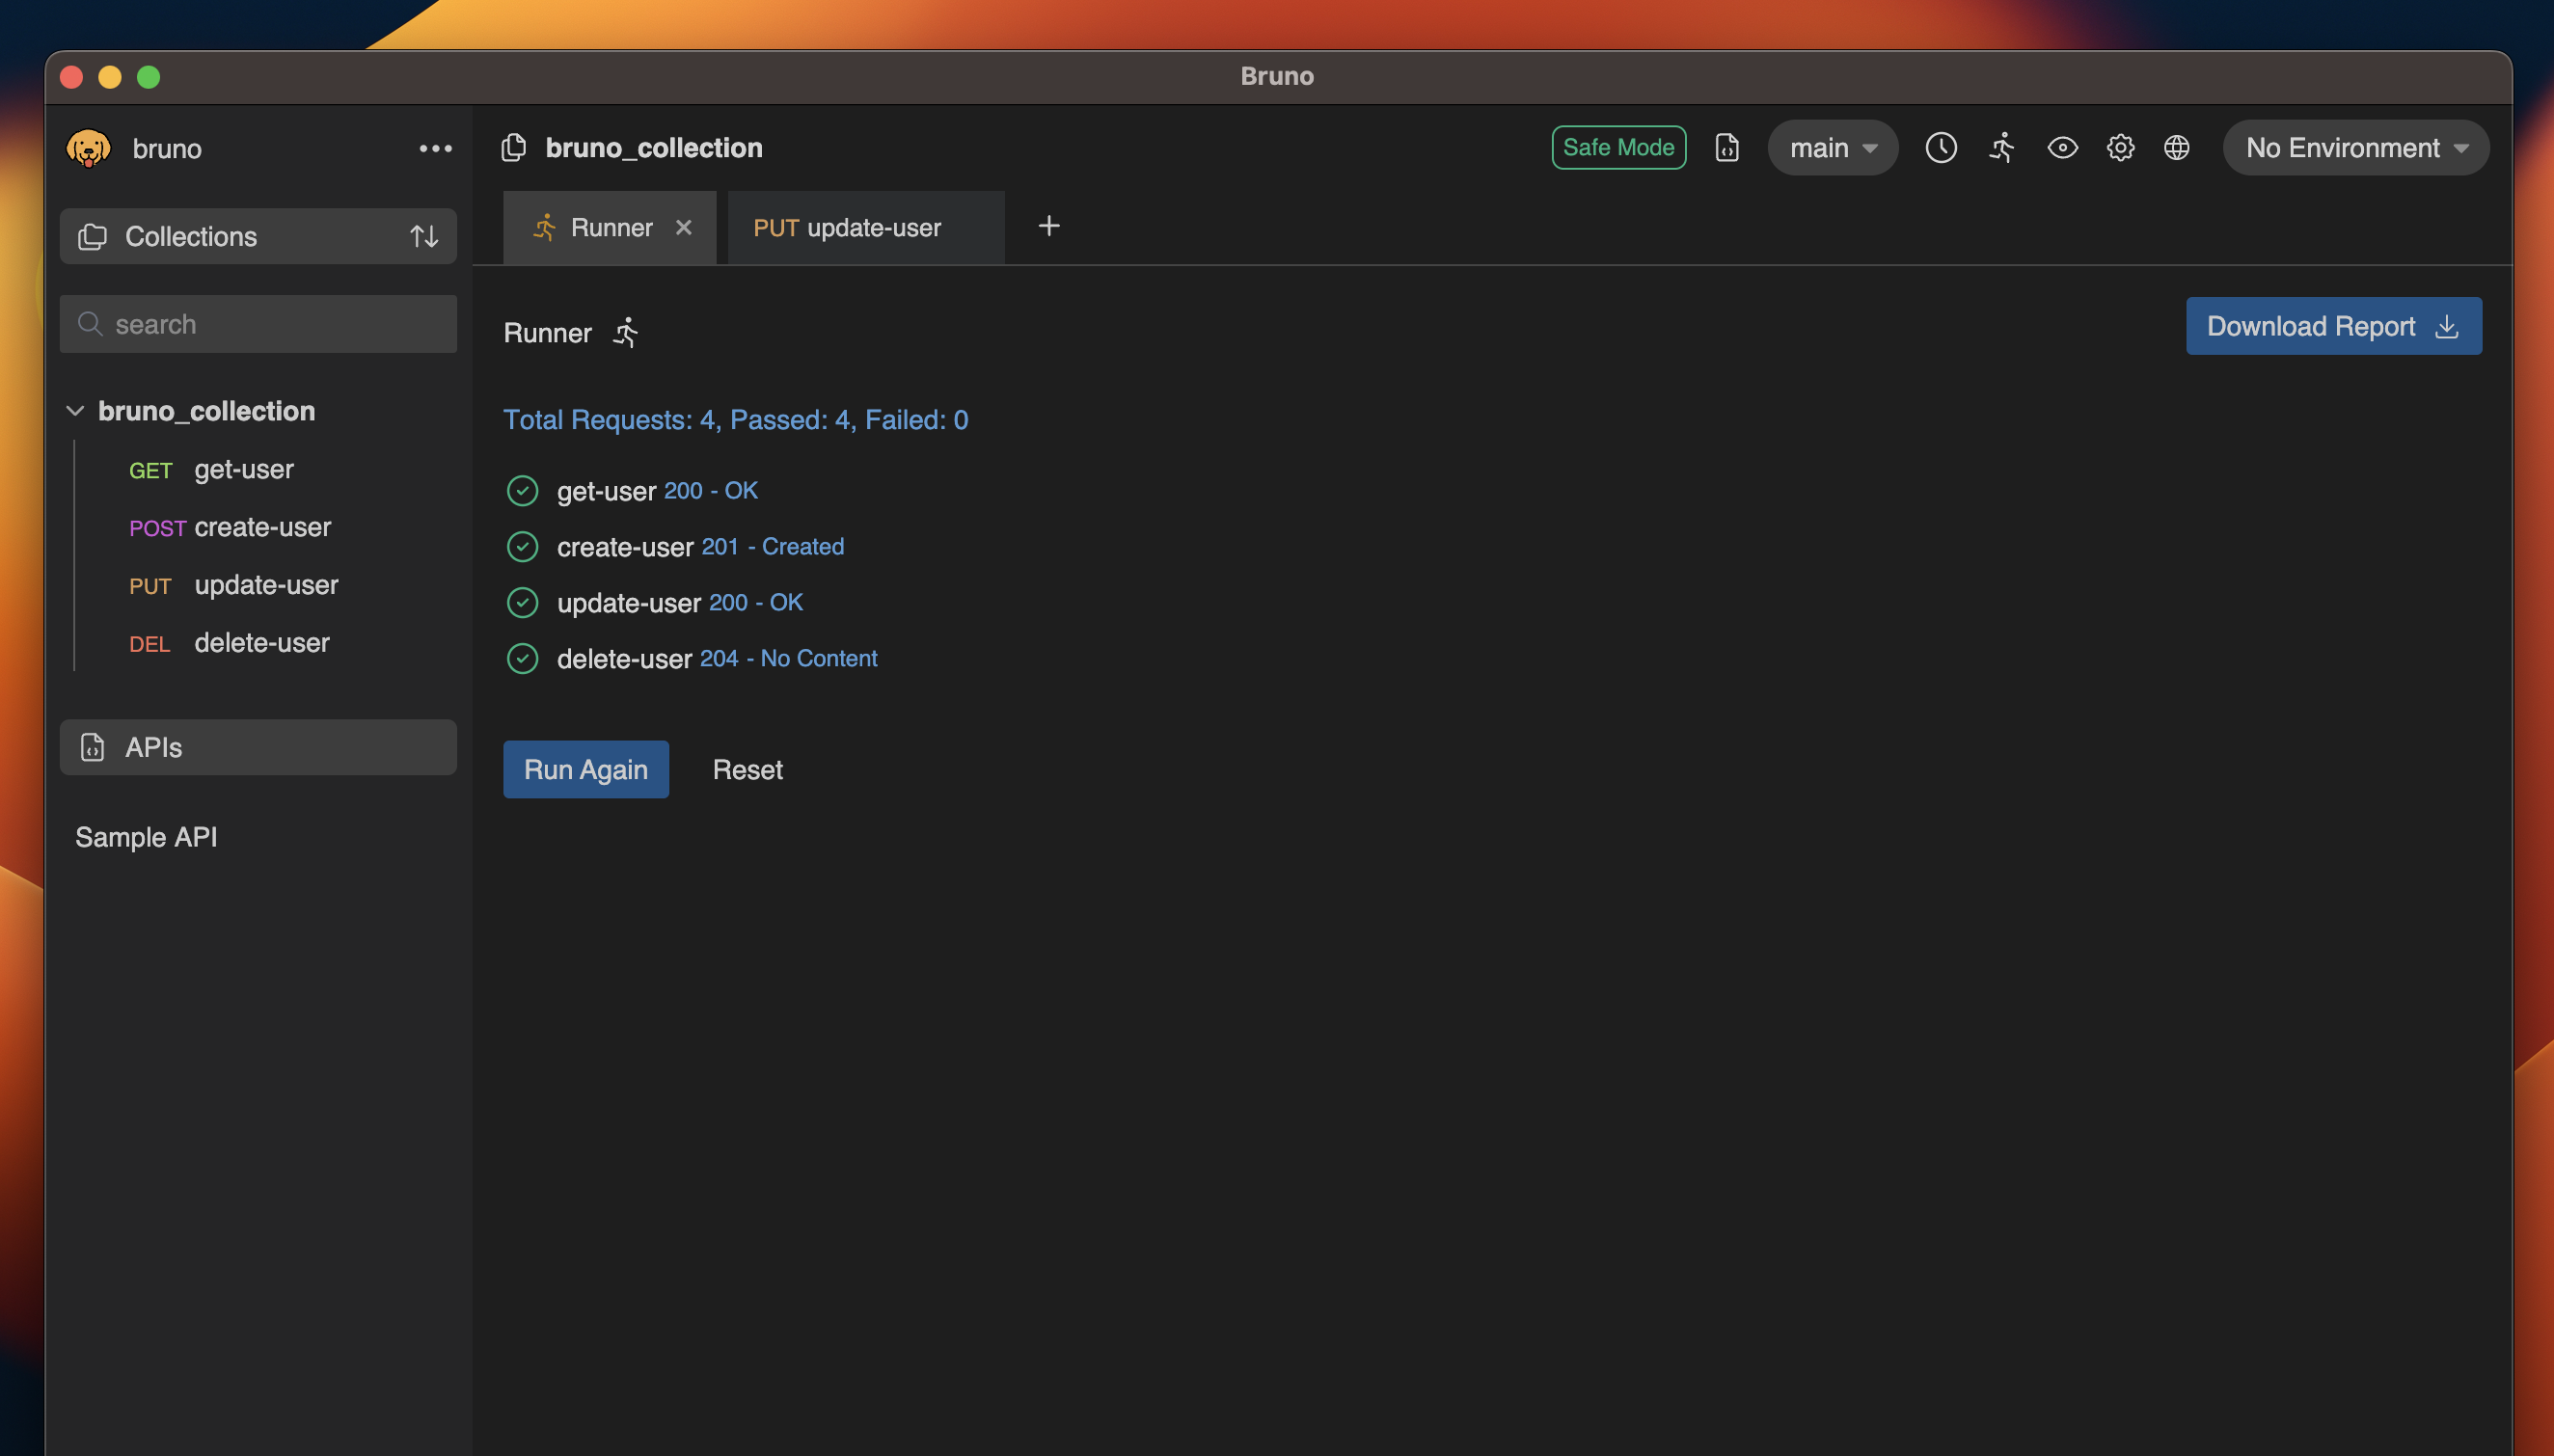 Bruno
bruno
bruno_collection
Safe Mode
main
No Environment
Collections
Runner
PUT update-user
search
Runner
Download Report
bruno_collection
GET get-user
POST create-user
PUT update-user
DEL delete-user
Total Requests: 4, Passed: 4, Failed: 0
get-user 200 - OK
create-user 201 - Created
update-user 200 - OK
delete-user 204 - No Content
Run Again
Reset
APIs
Sample API